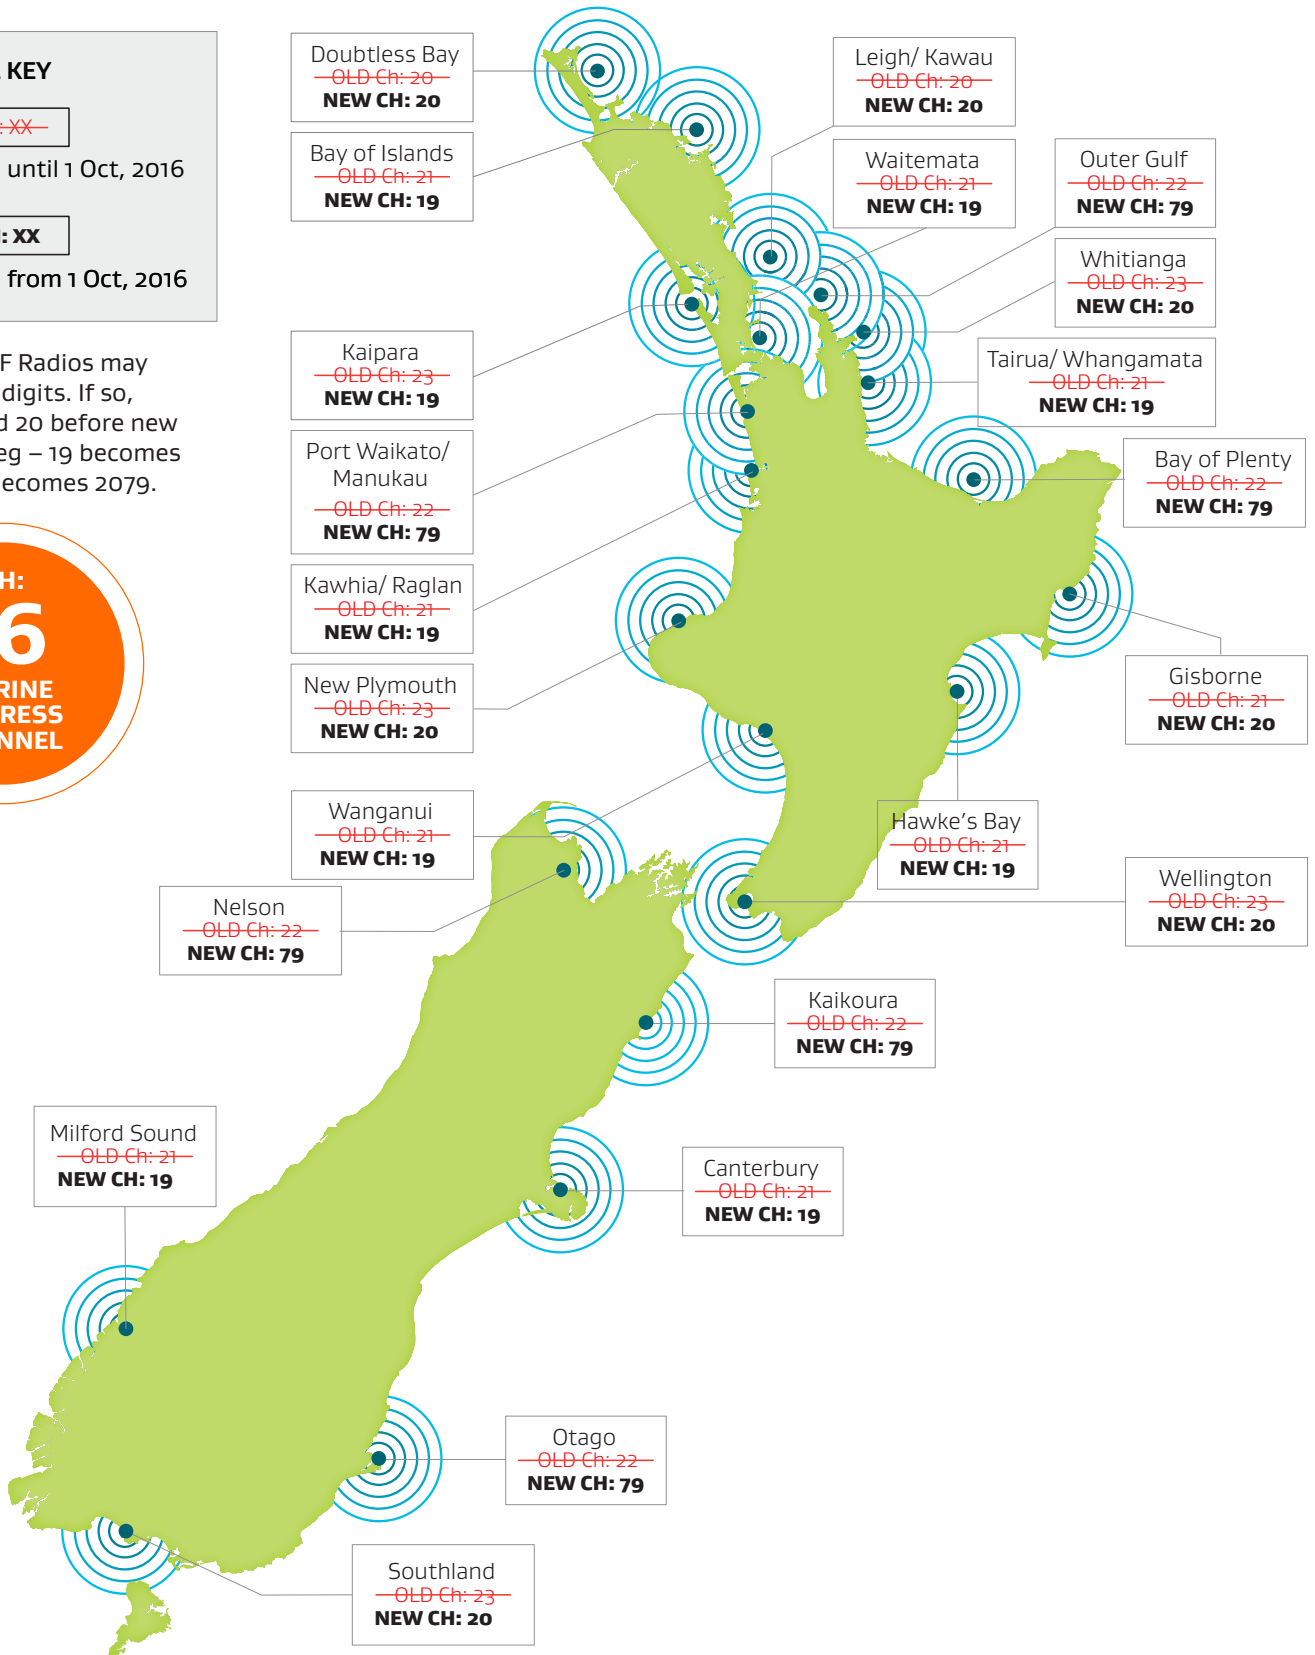 KEY
: XX
until 1 Oct, 2016
: XX
from 1 Oct, 2016
F Radios may
digits. If so,
20 before new
eg – 19 becomes
ecomes 2079.
H:
6
RINE
RESS
NNEL
Doubtless Bay
OLD Ch: 20
NEW CH: 20
Bay of Islands
OLD Ch: 21
NEW CH: 19
Leigh/ Kawau
OLD Ch: 20
NEW CH: 20
Waitemata
OLD Ch: 21
NEW CH: 19
Outer Gulf
OLD Ch: 22
NEW CH: 79
Whitianga
OLD Ch: 23
NEW CH: 20
Tairua/ Whangamata
OLD Ch: 21
NEW CH: 19
Kaipara
OLD Ch: 23
NEW CH: 19
Port Waikato/
Manukau
OLD Ch: 22
NEW CH: 79
Bay of Plenty
OLD Ch: 22
NEW CH: 79
Kawhia/ Raglan
OLD Ch: 21
NEW CH: 19
New Plymouth
OLD Ch: 23
NEW CH: 20
Gisborne
OLD Ch: 21
NEW CH: 20
Wanganui
OLD Ch: 21
NEW CH: 19
Hawke's Bay
OLD Ch: 21
NEW CH: 19
Wellington
OLD Ch: 23
NEW CH: 20
Nelson
OLD Ch: 22
NEW CH: 79
Kaikoura
OLD Ch: 22
NEW CH: 79
Milford Sound
OLD Ch: 21
NEW CH: 19
Canterbury
OLD Ch: 21
NEW CH: 19
Otago
OLD Ch: 22
NEW CH: 79
Southland
OLD Ch: 23
NEW CH: 20